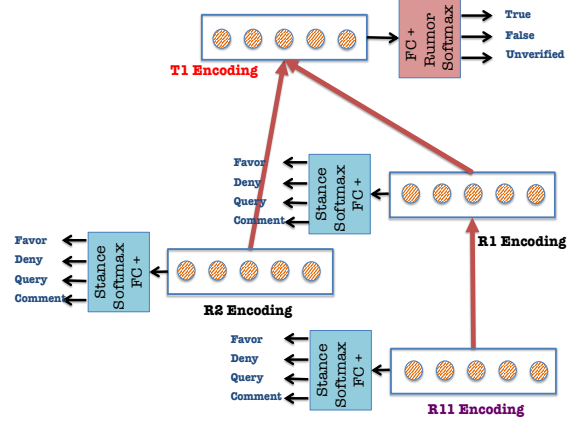 True
False
Unverified
FC +
Rumor
Softmax
T1 Encoding
Favor
Deny
Query
Comment
Stance
Softmax
FC +
R1 Encoding
Favor
Deny
Query
Comment
Stance
Softmax
FC +
R2 Encoding
Favor
Deny
Query
Comment
Stance
Softmax
FC +
R11 Encoding